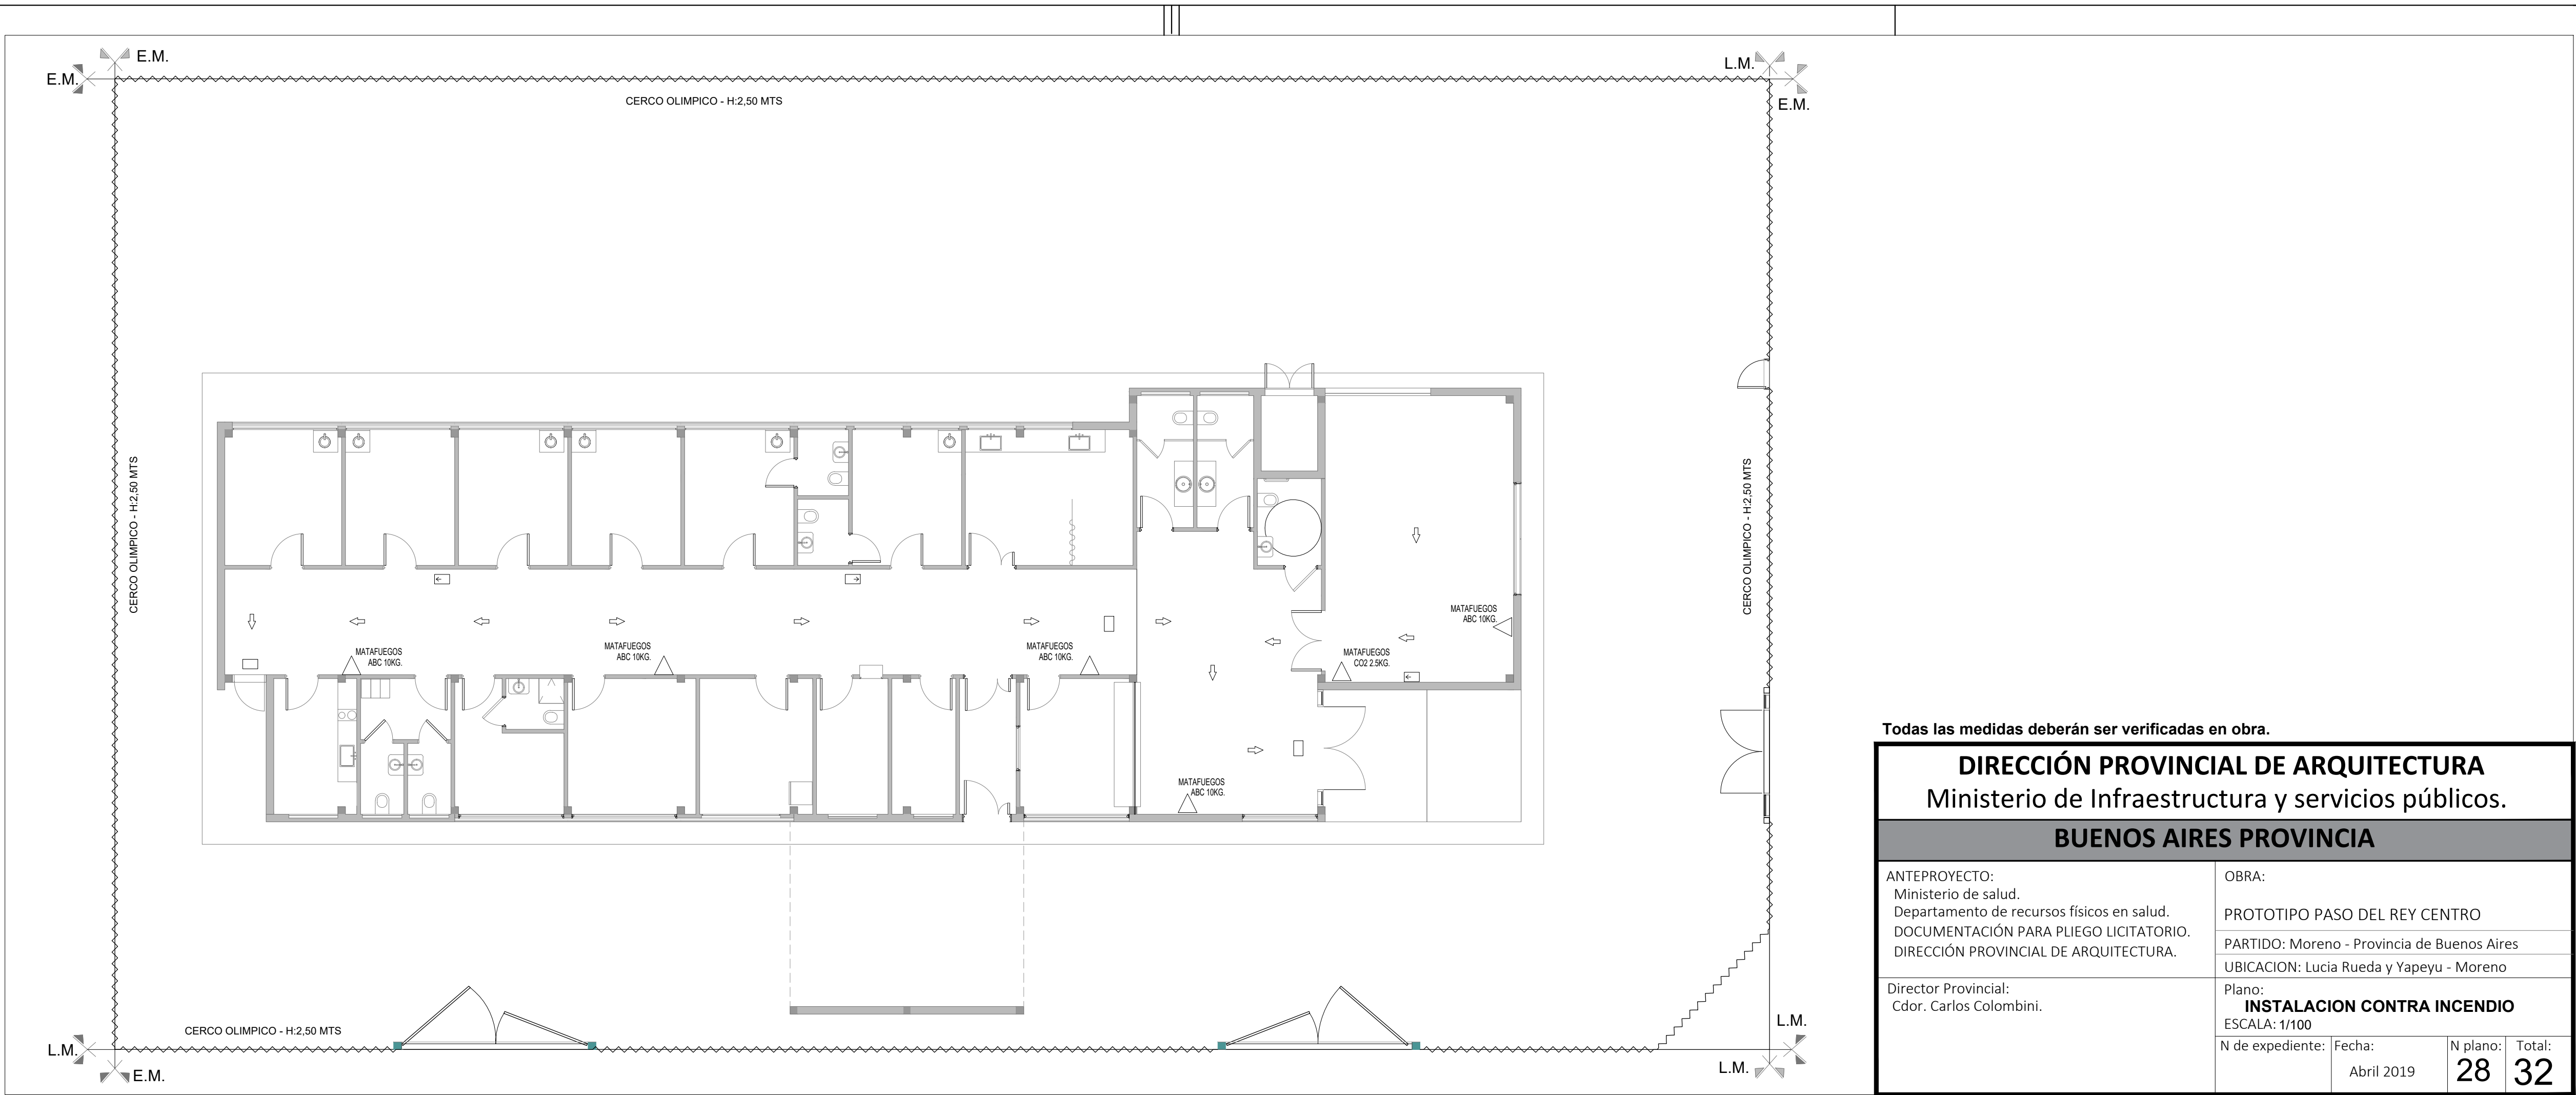 E.M.
E.M.
L.M.
E.M.
CERCO OLIMPICO - H:2,50 MTS
CERCO OLIMPICO - H:2,50 MTS
CERCO OLIMPICO - H:2,50 MTS
MATAFUEGOS
ABC 10KG.
MATAFUEGOS
ABC 10KG.
MATAFUEGOS
ABC 10KG.
MATAFUEGOS
ABC 10KG.
MATAFUEGOS
CO2 2.5KG.
MATAFUEGOS
ABC 10KG.
CERCO OLIMPICO - H:2,50 MTS
L.M.
E.M.
L.M.
L.M.
Todas las medidas deberán ser verificadas en obra.
DIRECCIÓN PROVINCIAL DE ARQUITECTURA
Ministerio de Infraestructura y servicios públicos.
BUENOS AIRES PROVINCIA
ANTEPROYECTO:
Ministerio de salud.
Departamento de recursos físicos en salud.
DOCUMENTACIÓN PARA PLIEGO LICITATORIO.
DIRECCIÓN PROVINCIAL DE ARQUITECTURA.
Director Provincial:
Cdor. Carlos Colombini.
OBRA:
PROTOTIPO PASO DEL REY CENTRO
PARTIDO: Moreno - Provincia de Buenos Aires
UBICACION: Lucia Rueda y Yapeyu - Moreno
Plano:
INSTALACION CONTRA INCENDIO
ESCALA: 1/100
N de expediente:
Fecha:
Abril 2019
N plano:
28
Total:
32